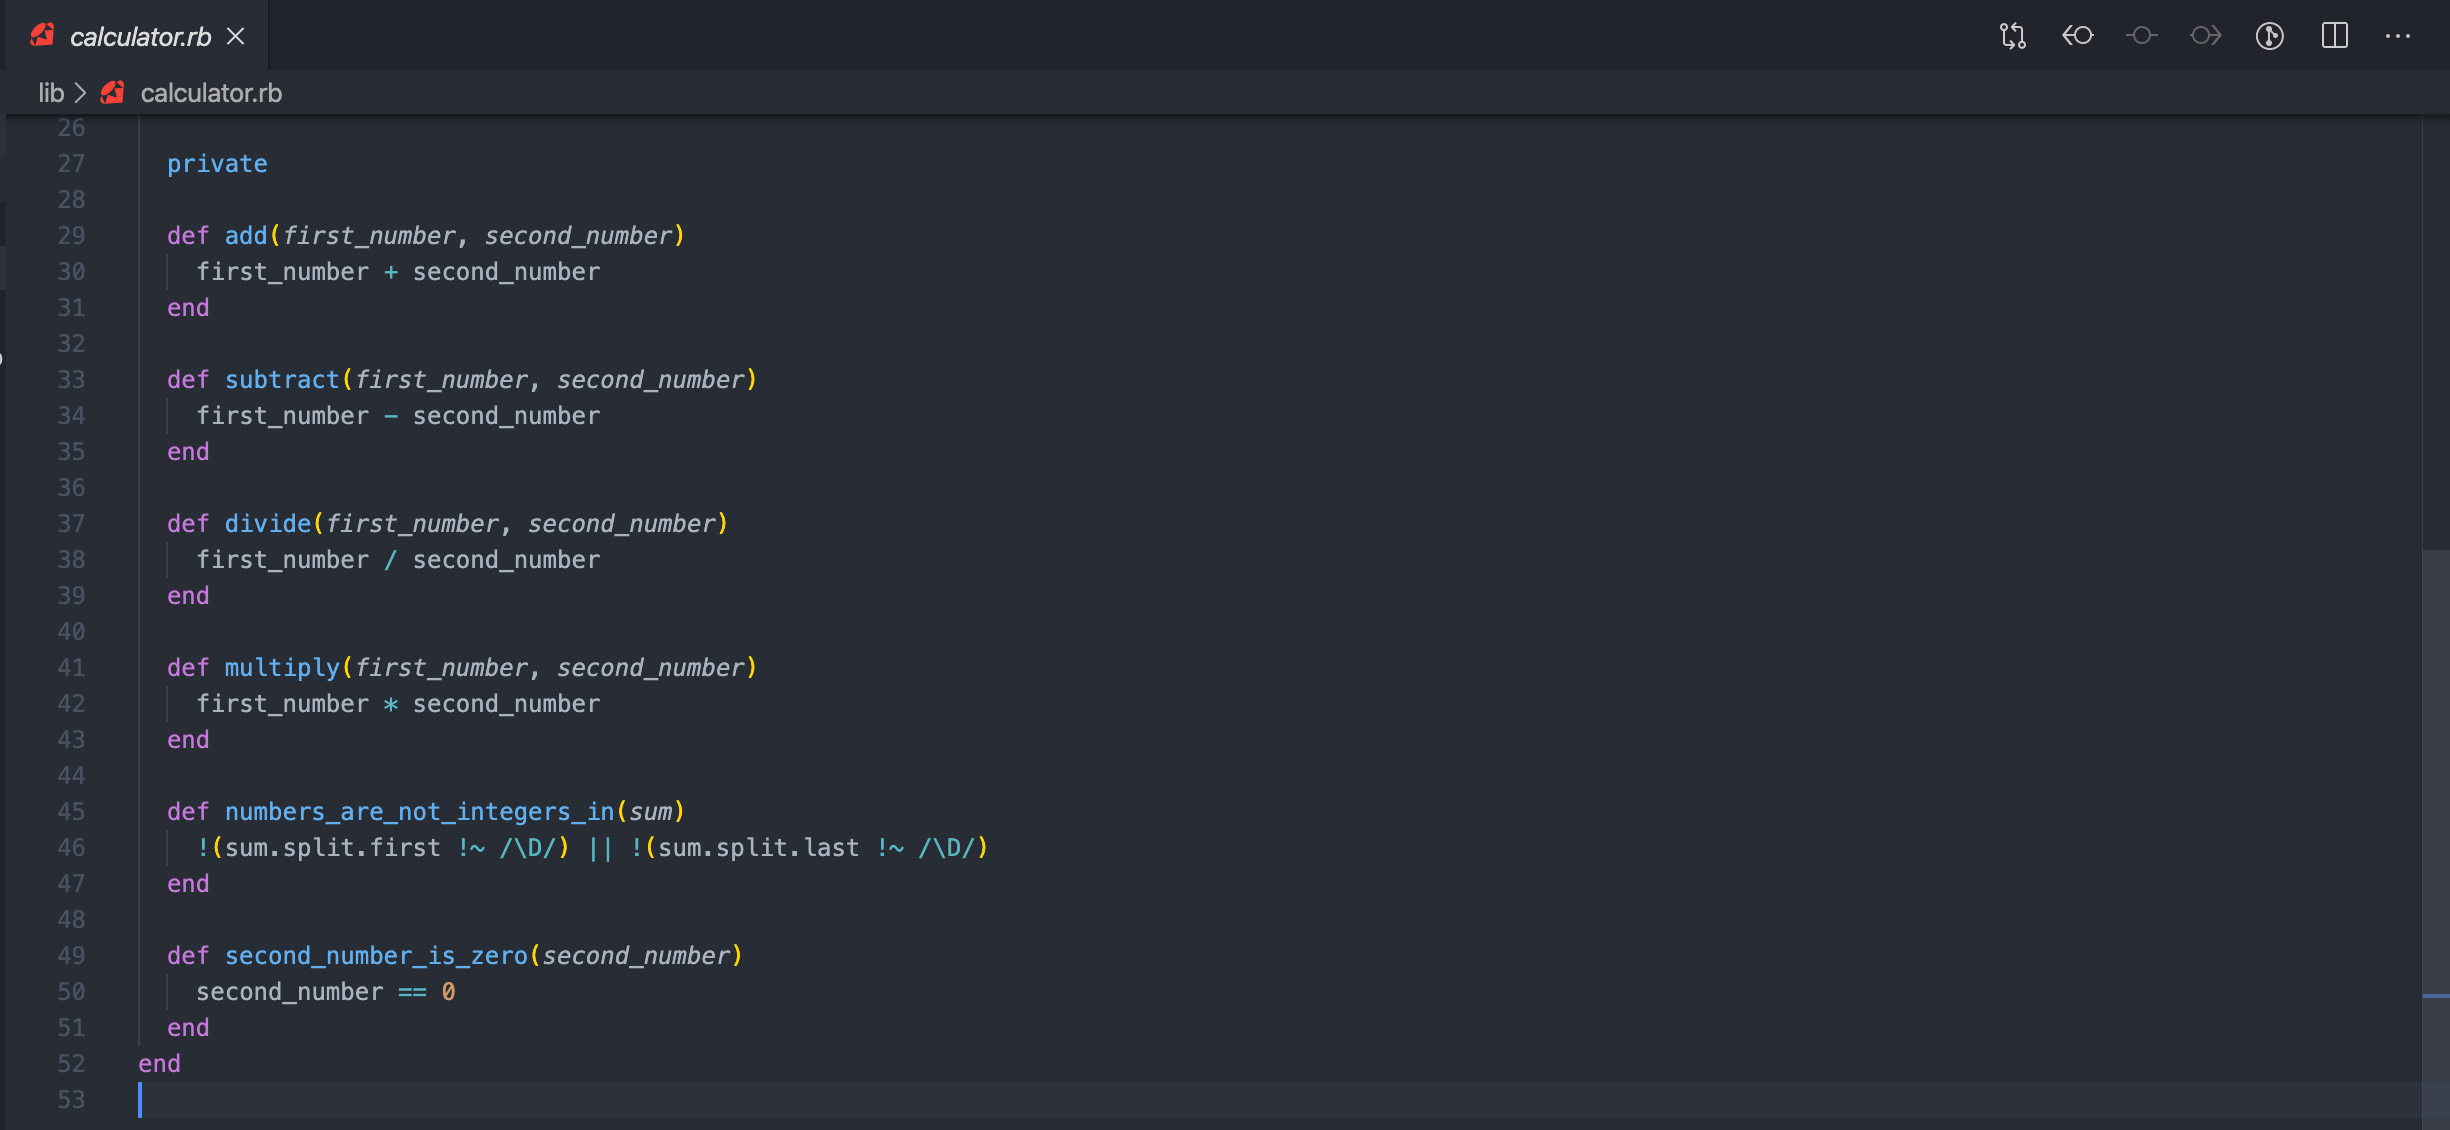 calculator.rb
lib > calculator.rb
26
27 private
28
29 def add(first_number, second_number)
30 first_number + second_number
31 end
32
33 def subtract(first_number, second_number)
34 first_number - second_number
35 end
36
37 def divide(first_number, second_number)
38 first_number / second_number
39 end
40
41 def multiply(first_number, second_number)
42 first_number * second_number
43 end
44
45 def numbers_are_not_integers_in(sum)
46 !(sum.split.first !~ /\D/) || !(sum.split.last !~ /\D/)
47 end
48
49 def second_number_is_zero(second_number)
50 second_number == 0
51 end
52 end
53